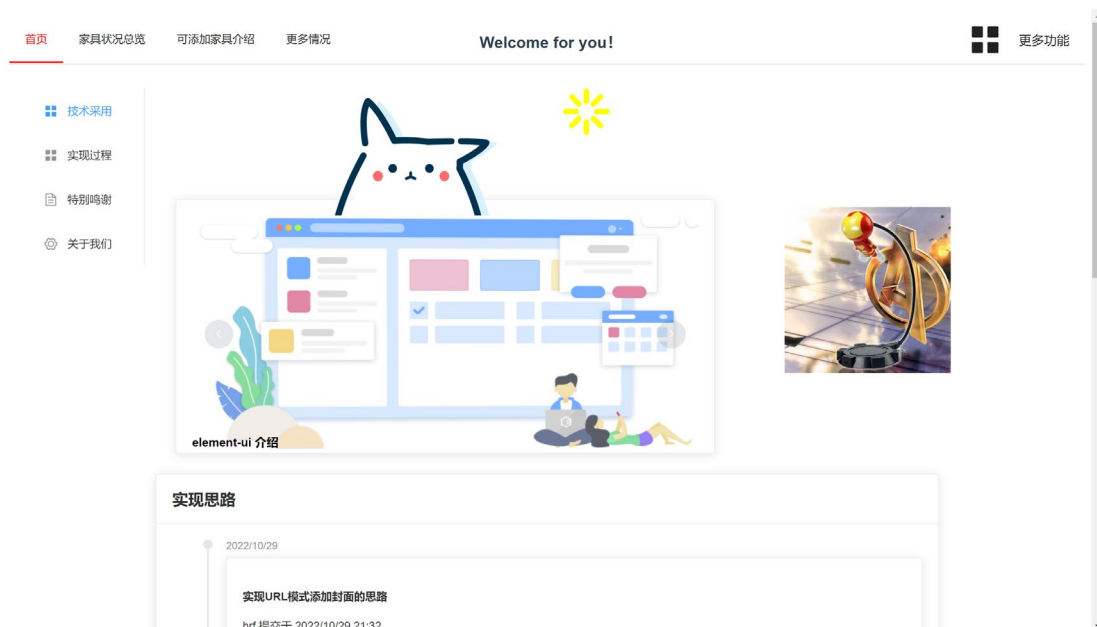 首页 家具状况总览 可添加家具介绍 更多情况 Welcome for you! 更多功能
技术采用
实现过程
特别鸣谢
关于我们
element-ui 介绍
实现思路
2022/10/29
实现URL模式添加封面的思路
hrf 提交于 2022/10/29 21:32